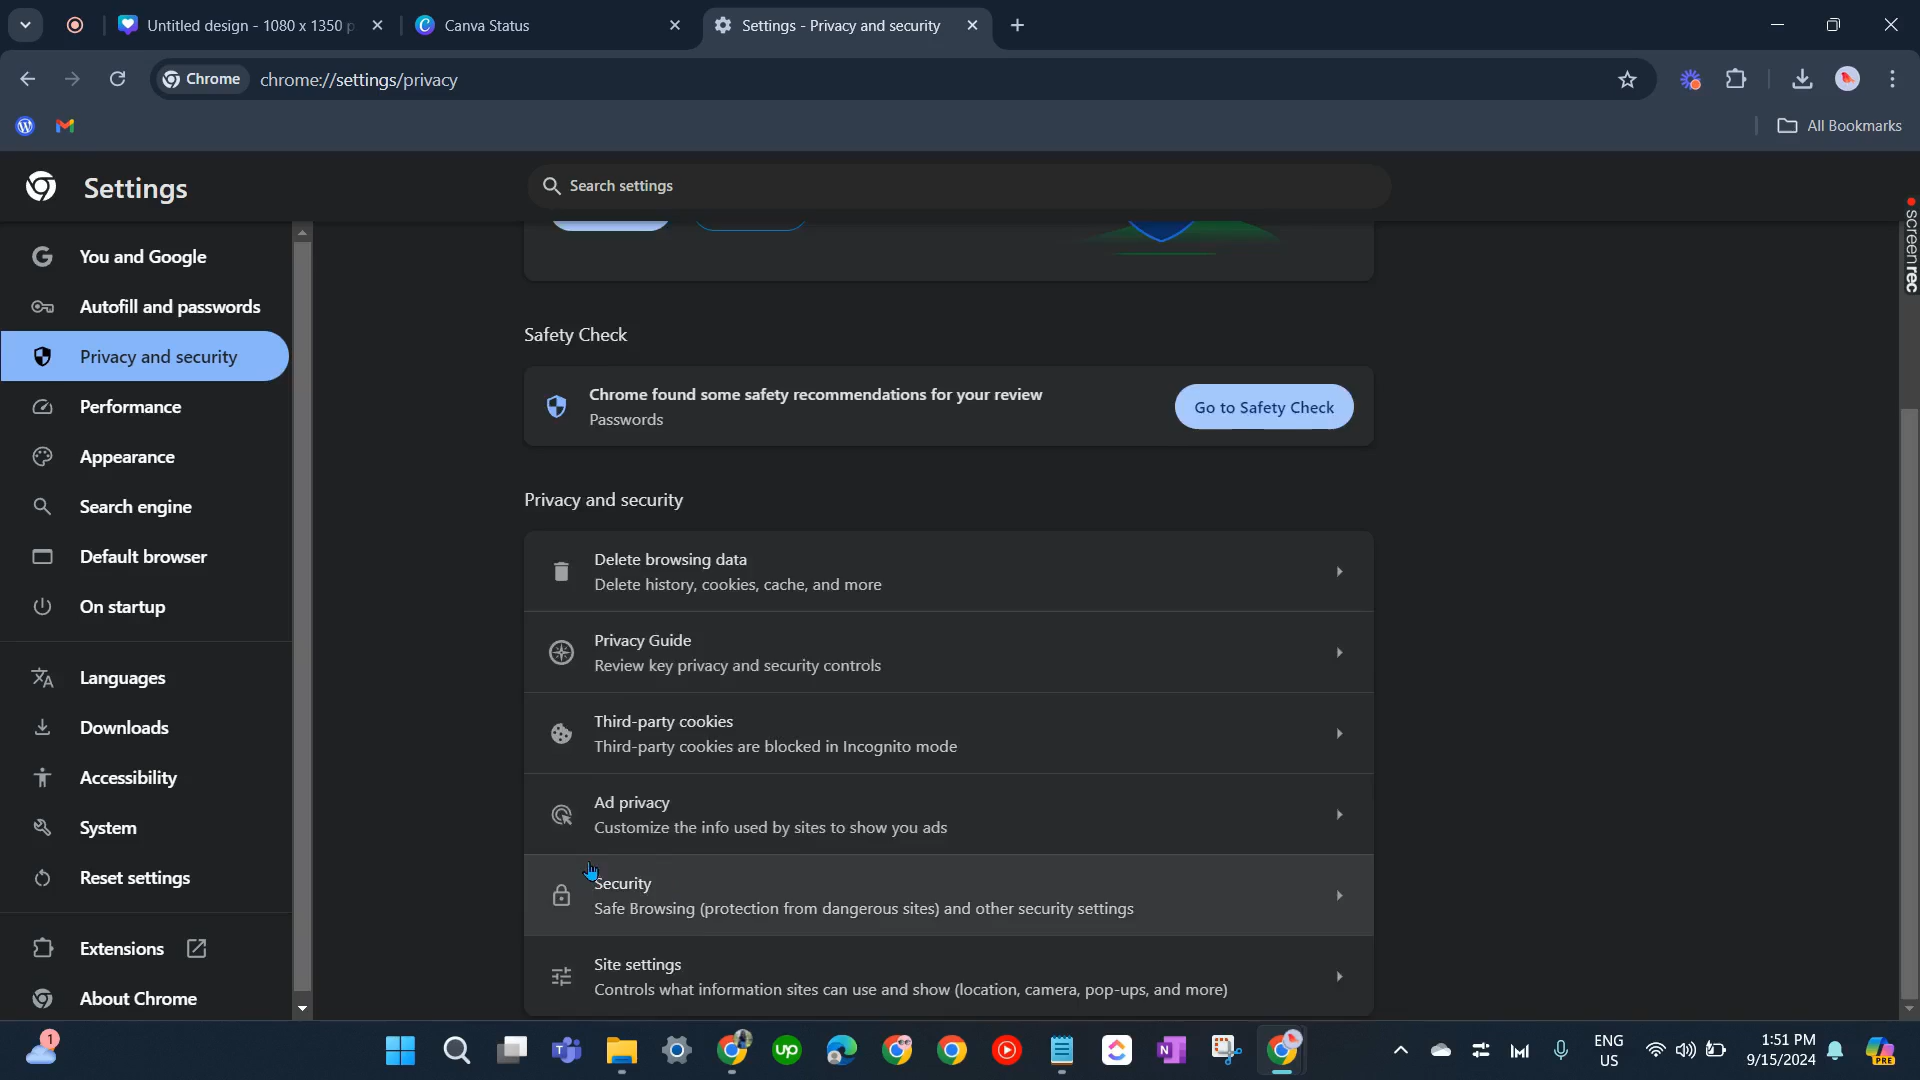 Untitled design - 1080 x 1350 p
Canva Status
Settings - Privacy and security
Chrome
chrome://settings/privacy
All Bookmarks
Settings
Search settings
screenrec
You and Google
Autofill and passwords
Privacy and security
Performance
Appearance
Search engine
Default browser
On startup
Languages
Downloads
Accessibility
System
Reset settings
Extensions
About Chrome
Safety Check
Chrome found some safety recommendations for your review
Passwords
Go to Safety Check
Privacy and security
Delete browsing data
Delete history, cookies, cache, and more
Privacy Guide
Review key privacy and security controls
Third-party cookies
Third-party cookies are blocked in Incognito mode
Ad privacy
Customize the info used by sites to show you ads
Security
Safe Browsing (protection from dangerous sites) and other security settings
Site settings
Controls what information sites can use and show (location, camera, pop-ups, and more)
1
up
N
ENG
US
1:51 PM
9/15/2024
PRE